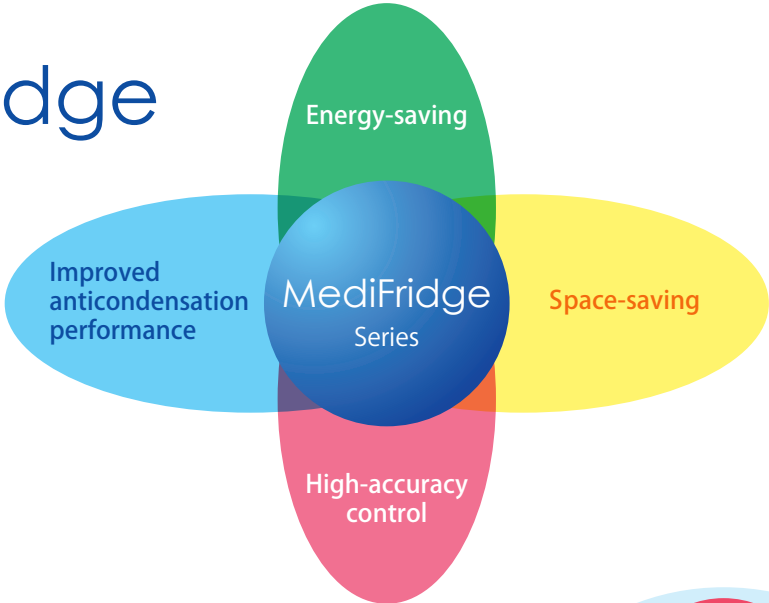 dge
Energy-saving
Improved
anticondensation
performance
MediFridge
Series
Space-saving
High-accuracy
control